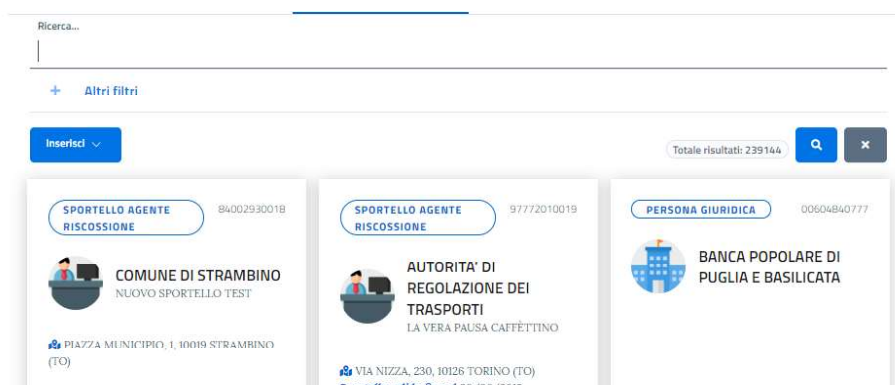 Ricerca...
+ Altri filtri
Inserisci
Totale risultati: 239144
SPORTELLO AGENTE
RISCOSSIONE
84002930018
COMUNE DI STRAMBINO
NUOVO SPORTELLO TEST
PIAZZA MUNICIPIO, 1, 10019 STRAMBINO
(TO)
SPORTELLO AGENTE
RISCOSSIONE
97772010019
AUTORITA' DI
REGOLAZIONE DEI
TRASPORTI
LA VERA PAUSA CAFFÈTTINO
VIA NIZZA, 230, 10126 TORINO (TO)
PERSONA GIURIDICA
00604840777
BANCA POPOLARE DI
PUGLIA E BASILICATA